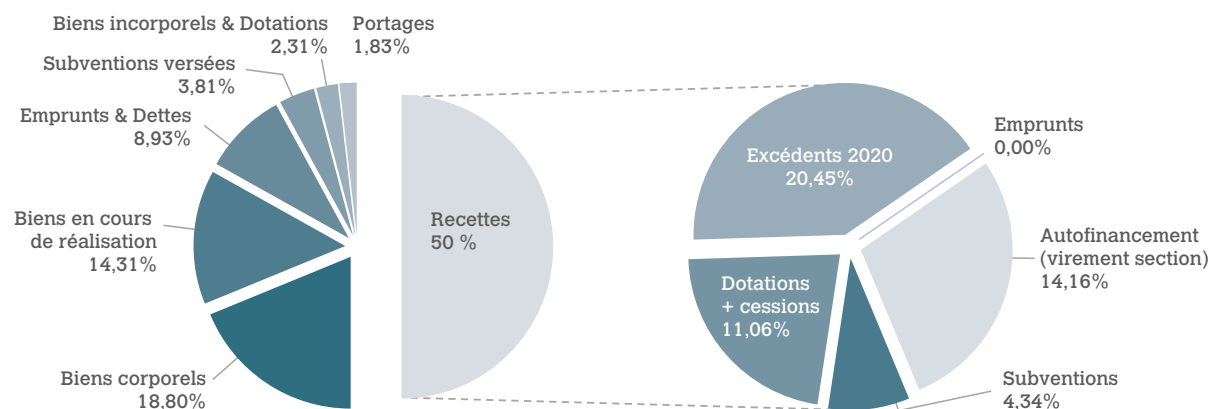 Biens incorporels & Dotations
2,31%
Portages
1,83%
Subventions versées
3,81%
Emprunts & Dettes
8,93%
Biens en cours
de réalisation
14,31%
Biens corporels
18,80%
Recettes
50 %
Excédents 2020
20,45%
Emprunts
0,00%
Autofinancement
(virement section)
14,16%
Dotations
+ cessions
11,06%
Subventions
4,34%